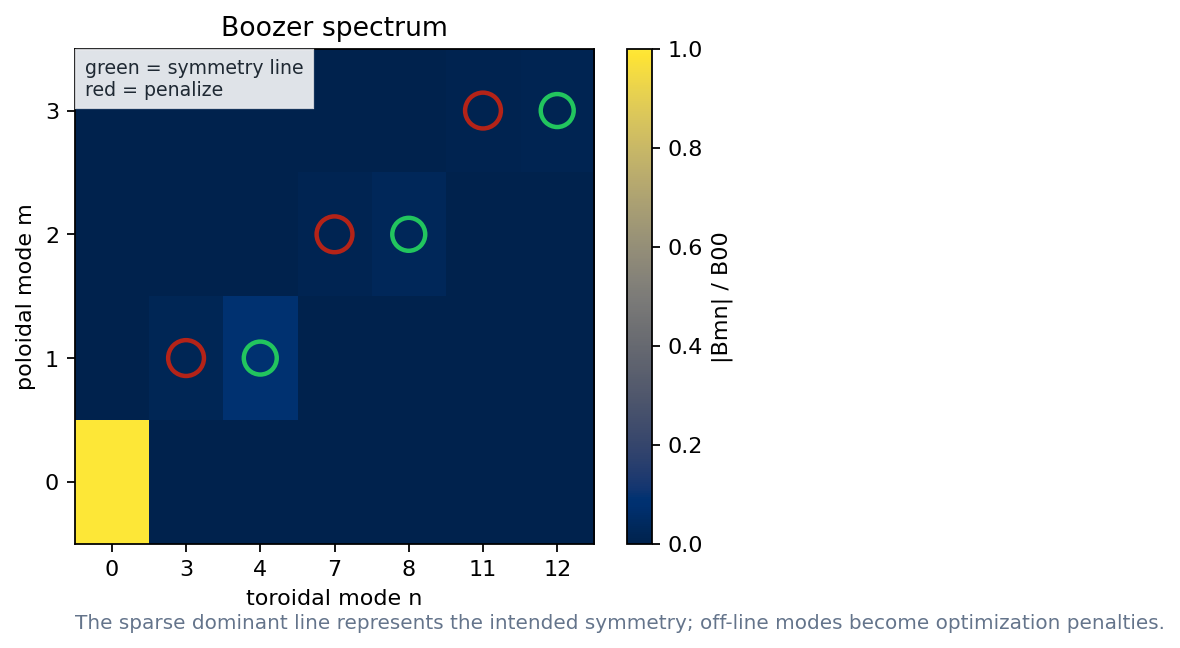 Boozer spectrum
green = symmetry line
red = penalize
3
2
1
0
poloidal mode m
0 3 4 7 8 11 12
toroidal mode n
1.0
0.8
0.6
0.4
0.2
0.0
|Bmn| / B00
The sparse dominant line represents the intended symmetry; off-line modes become optimization penalties.